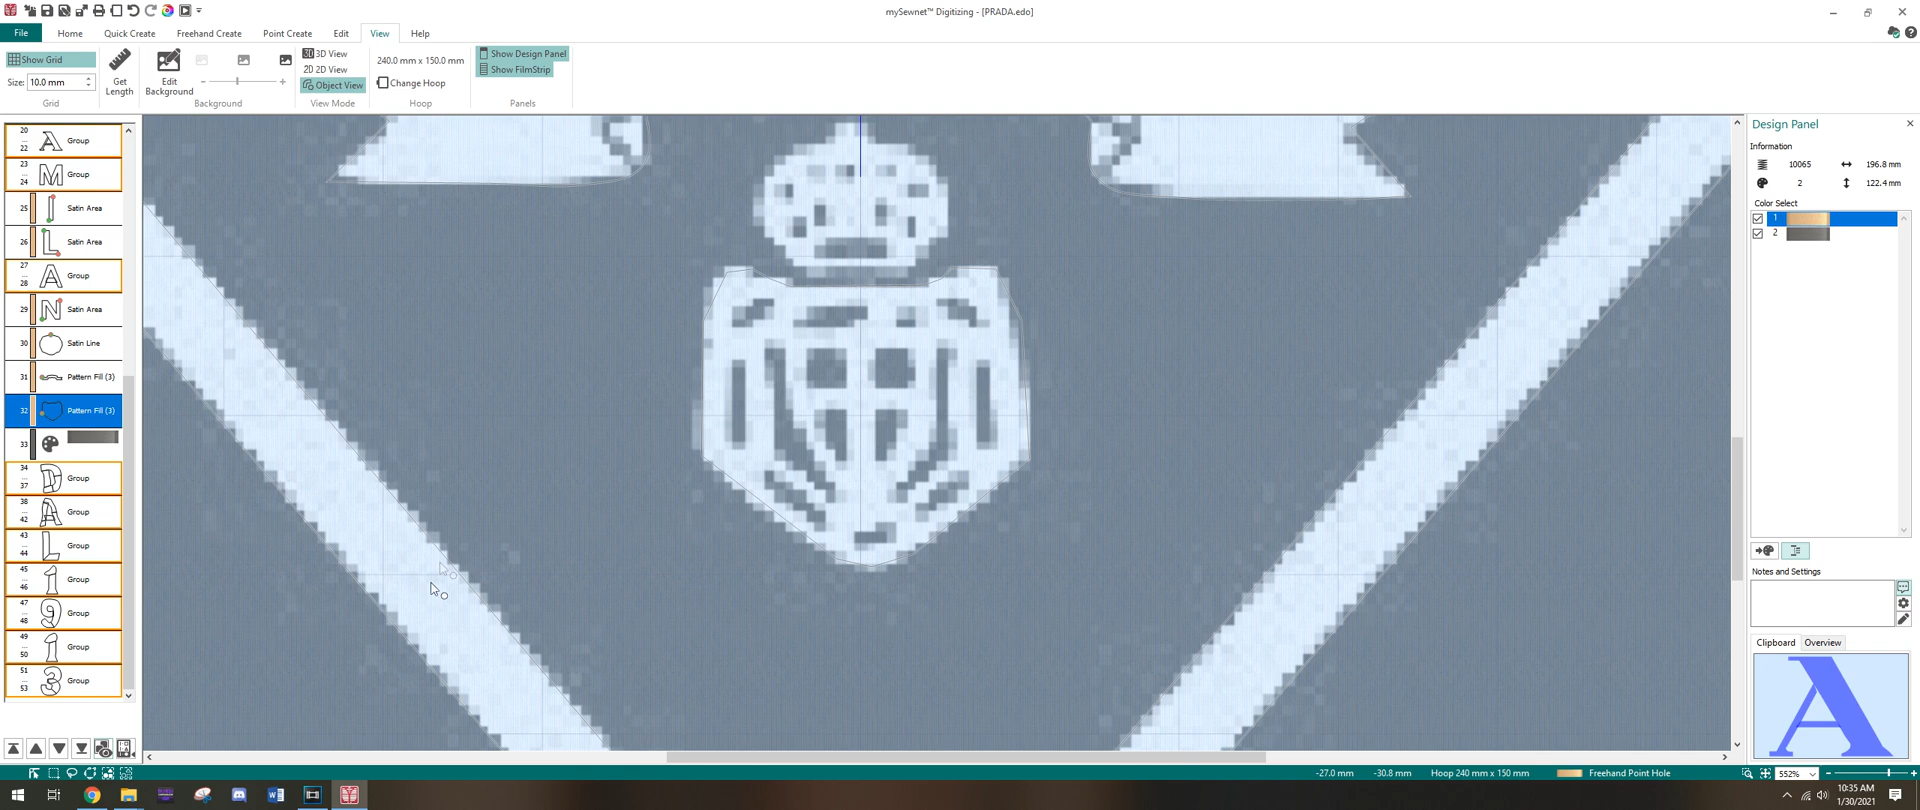 mySewnet™ Digitizing - [PRADA.edo]
File Home Quick Create Freehand Create Point Create Edit View Help
Show Grid
Size: 10.0 mm
Grid
Get Length
Edit Background
Background
3D 3D View
2D 2D View
Object View
View Mode
240.0 mm x 150.0 mm
Change Hoop
Hoop
Show Design Panel
Show FilmStrip
Panels
20 22 A Group
23 24 M Group
25 Satin Area
26 L Satin Area
27 28 A Group
29 N Satin Area
30 Satin Line
31 Pattern Fill (3)
32 Pattern Fill (3)
33
34 37 D Group
38 42 A Group
43 44 L Group
45 46 1 Group
47 48 9 Group
49 50 1 Group
51 53 3 Group
Design Panel
Information
10065 196.8 mm
2 122.4 mm
Color Select
1
2
Notes and Settings
Clipboard Overview
A
-27.0 mm -30.8 mm Hoop 240 mm x 150 mm Freehand Point Hole 552%
10:35 AM
1/30/2021